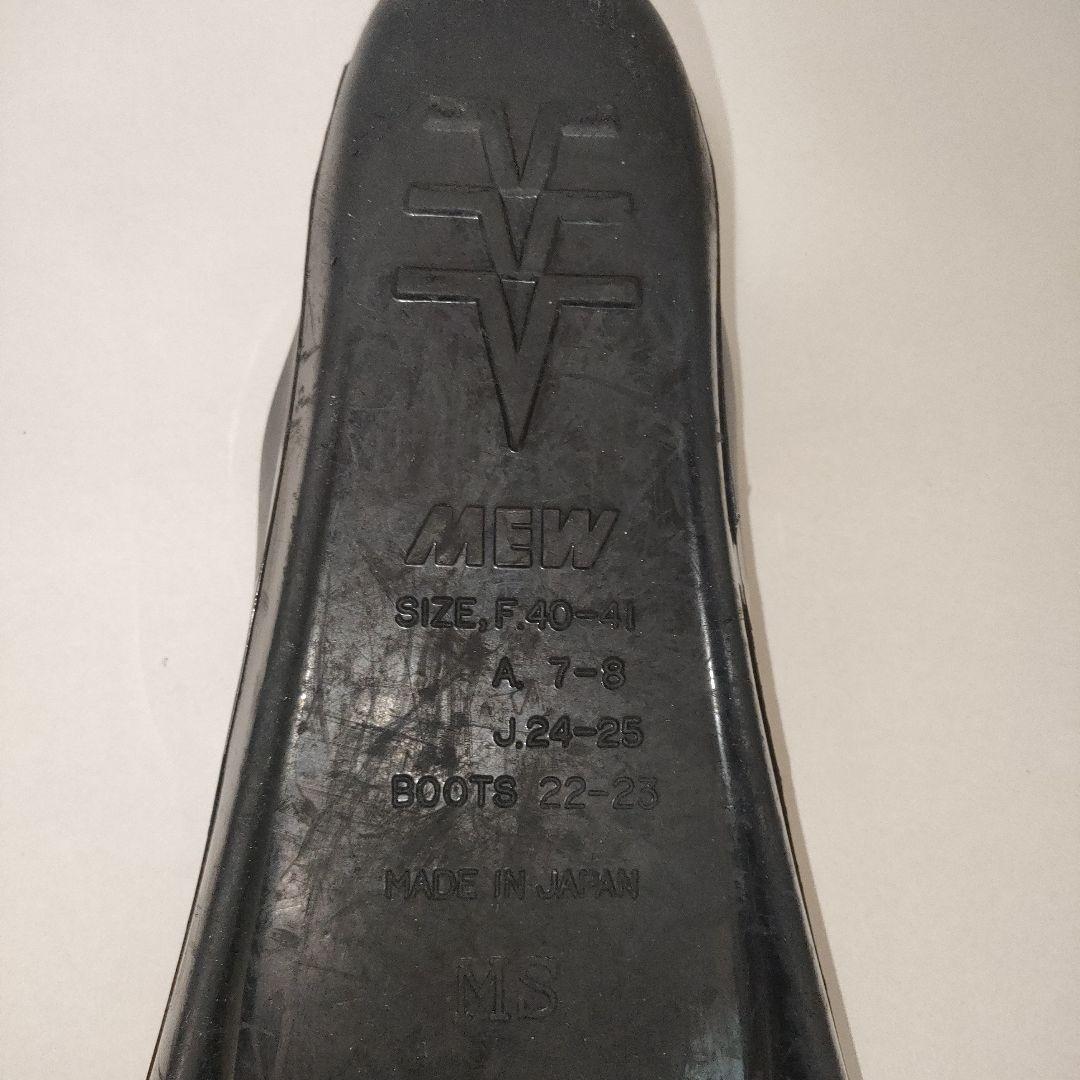 MEW
SIZE, F.40-41
A. 7-8
J.24-25
BOOTS 22-23
MADE IN JAPAN
MS